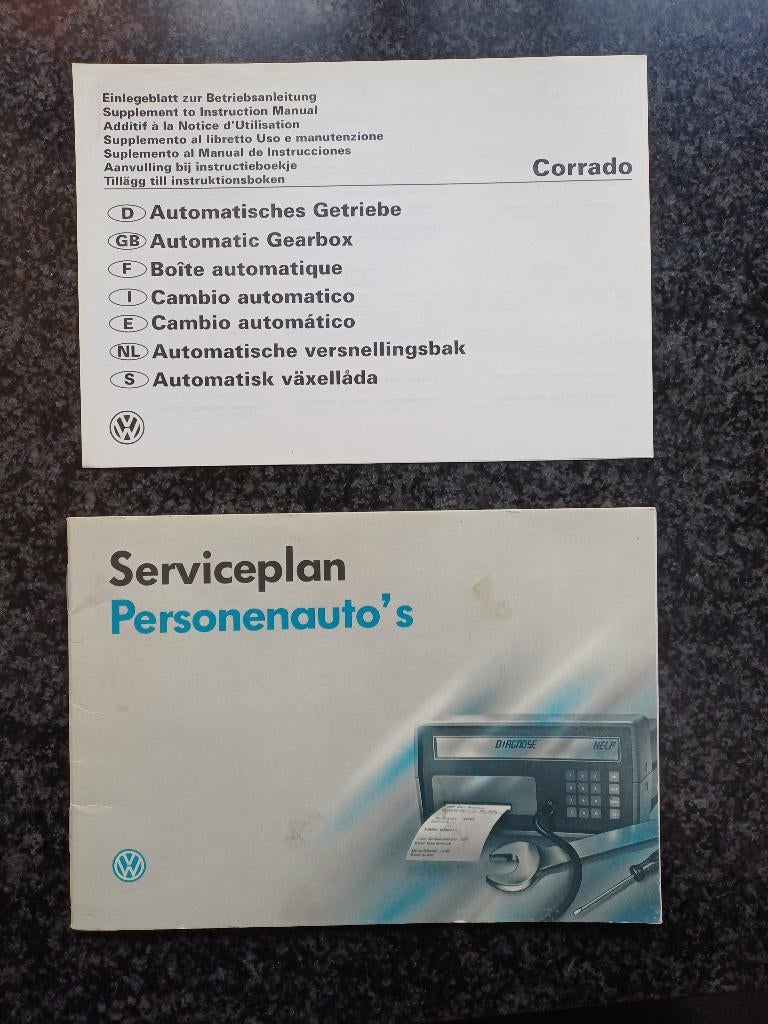 Einlegeblatt zur Betriebsanleitung
Supplement to Instruction Manual
Additif à la Notice d'Utilisation
Supplemento al libretto Uso e manutenzione
Suplemento al Manual de Instrucciones
Aanvulling bij instructieboekje
Tillägg till instruktionsboken
Corrado
D Automatisches Getriebe
GB Automatic Gearbox
F Boîte automatique
I Cambio automatico
E Cambio automático
NL Automatische versnellingsbak
S Automatisk växellåda
Serviceplan
Personenauto's
DIAGNOSE HELP